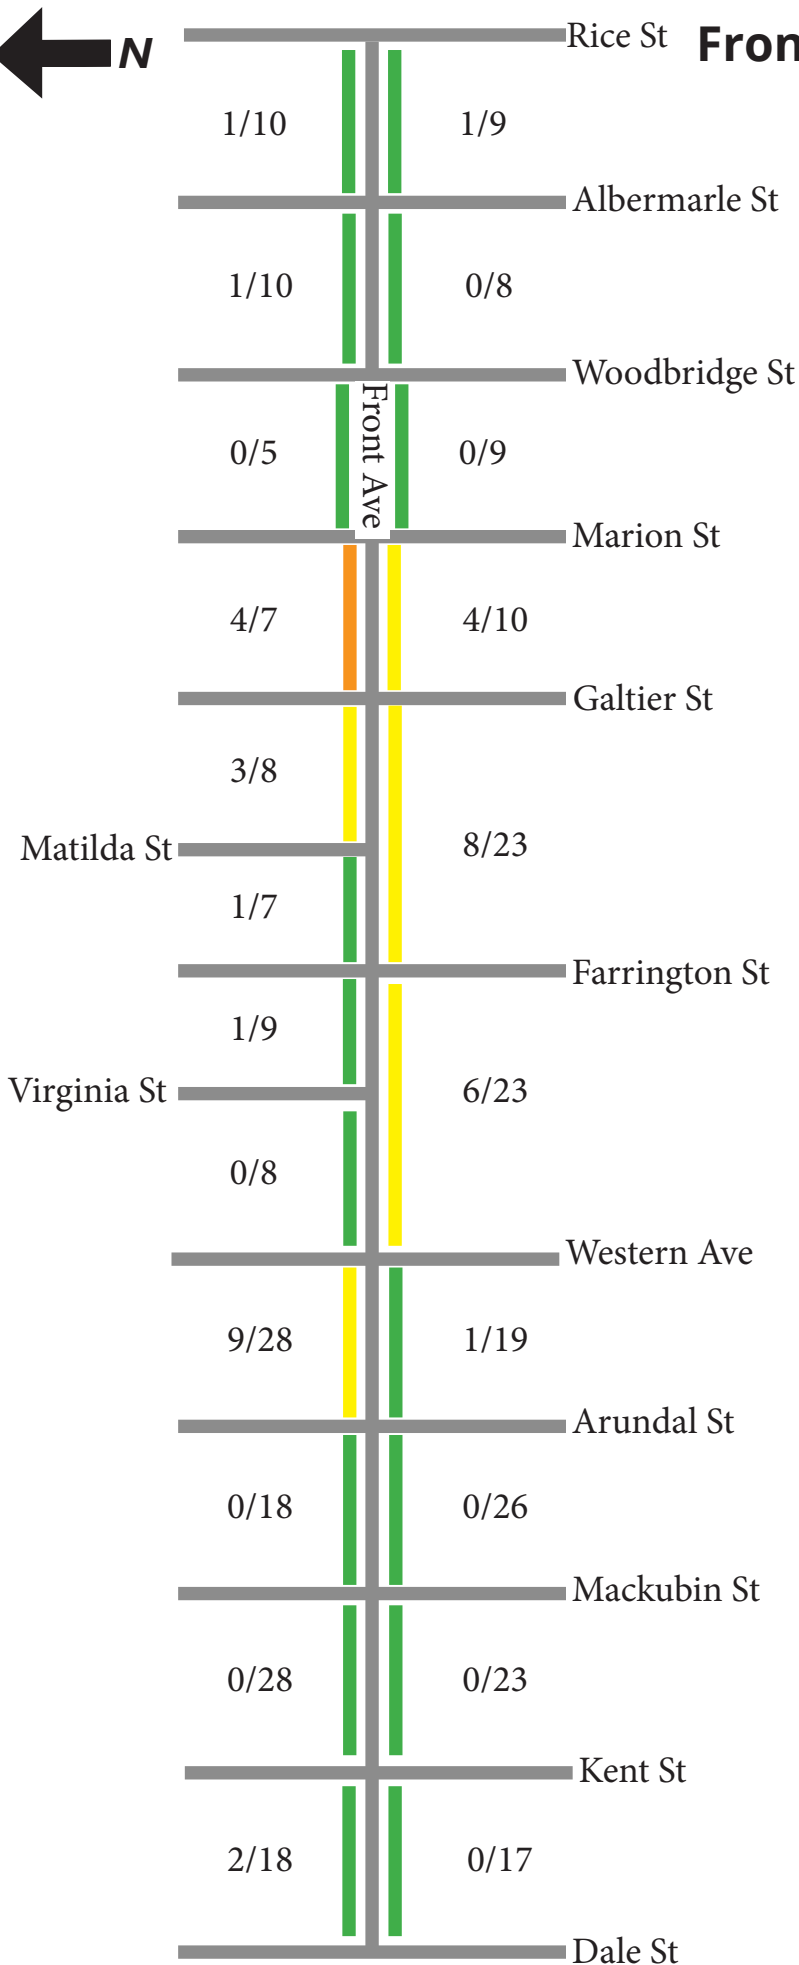 N
Rice St
Fron
1/10
1/9
Albermarle St
1/10
0/8
Woodbridge St
Front Ave
0/5
0/9
Marion St
4/7
4/10
Galtier St
3/8
Matilda St
8/23
1/7
Farrington St
1/9
Virginia St
6/23
0/8
Western Ave
9/28
1/19
Arundal St
0/18
0/26
Mackubin St
0/28
0/23
Kent St
2/18
0/17
Dale St